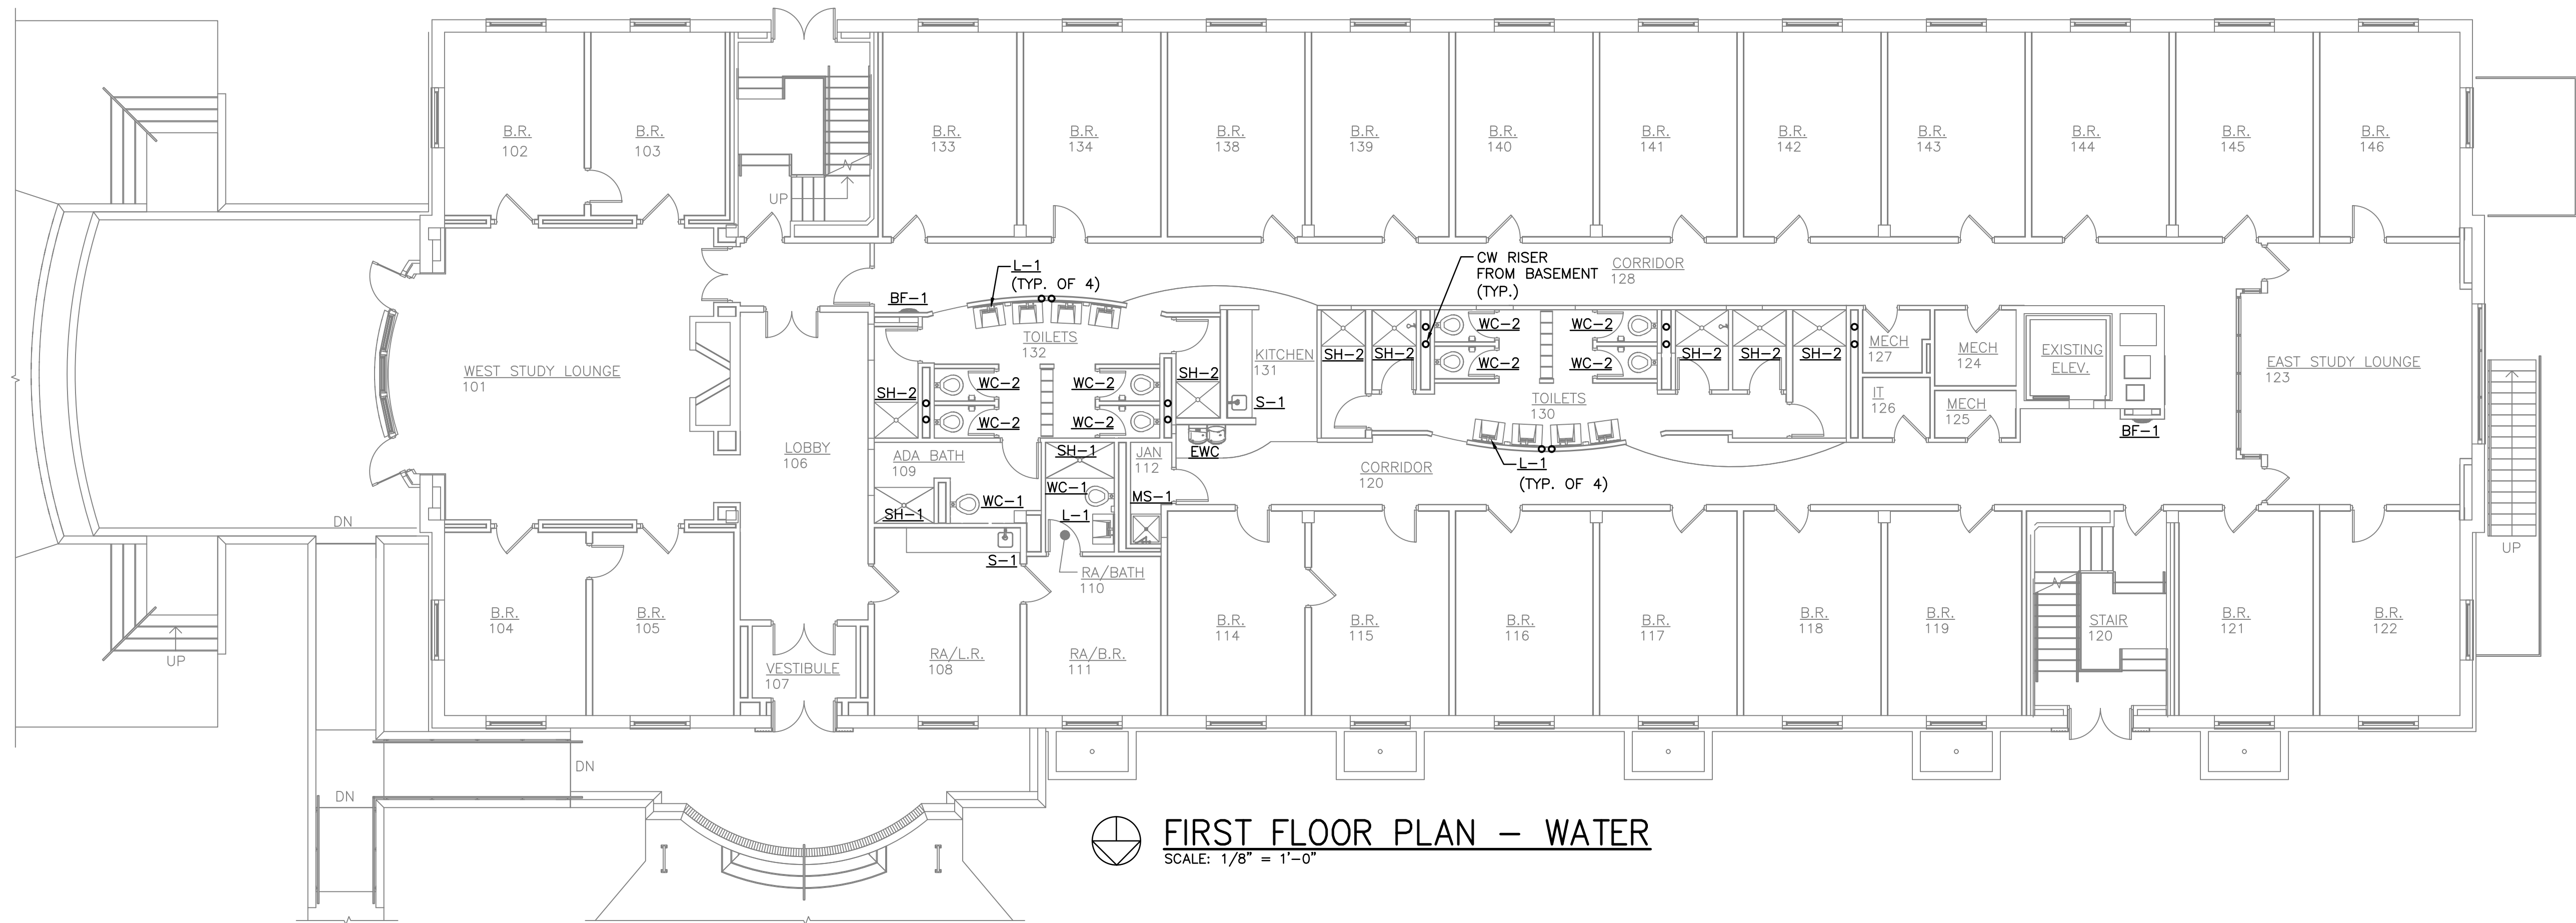 B.R.
102
B.R.
103
UP
B.R.
133
B.R.
134
B.R.
138
B.R.
139
B.R.
140
B.R.
141
B.R.
142
B.R.
143
B.R.
144
B.R.
145
B.R.
146
L-1
(TYP. OF 4)
BF-1
CW RISER
FROM BASEMENT
(TYP.)
CORRIDOR
128
WEST STUDY LOUNGE
101
TOILETS
132
KITCHEN
131
SH-2
SH-2
WC-2
WC-2
WC-2
WC-2
SH-2
SH-2
SH-2
MECH
127
MECH
124
EXISTING
ELEV.
EAST STUDY LOUNGE
123
SH-2
WC-2
WC-2
WC-2
WC-2
SH-2
S-1
TOILETS
130
IT
126
MECH
125
BF-1
LOBBY
106
ADA BATH
109
SH-1
JAN
112
EWC
CORRIDOR
120
L-1
(TYP. OF 4)
WC-1
WC-1
MS-1
SH-1
L-1
S-1
RA/BATH
110
DN
UP
B.R.
104
B.R.
105
VESTIBULE
107
RA/L.R.
108
RA/B.R.
111
B.R.
114
B.R.
115
B.R.
116
B.R.
117
B.R.
118
B.R.
119
STAIR
120
B.R.
121
B.R.
122
UP
DN
DN
FIRST FLOOR PLAN - WATER
SCALE: 1/8" = 1'-0"